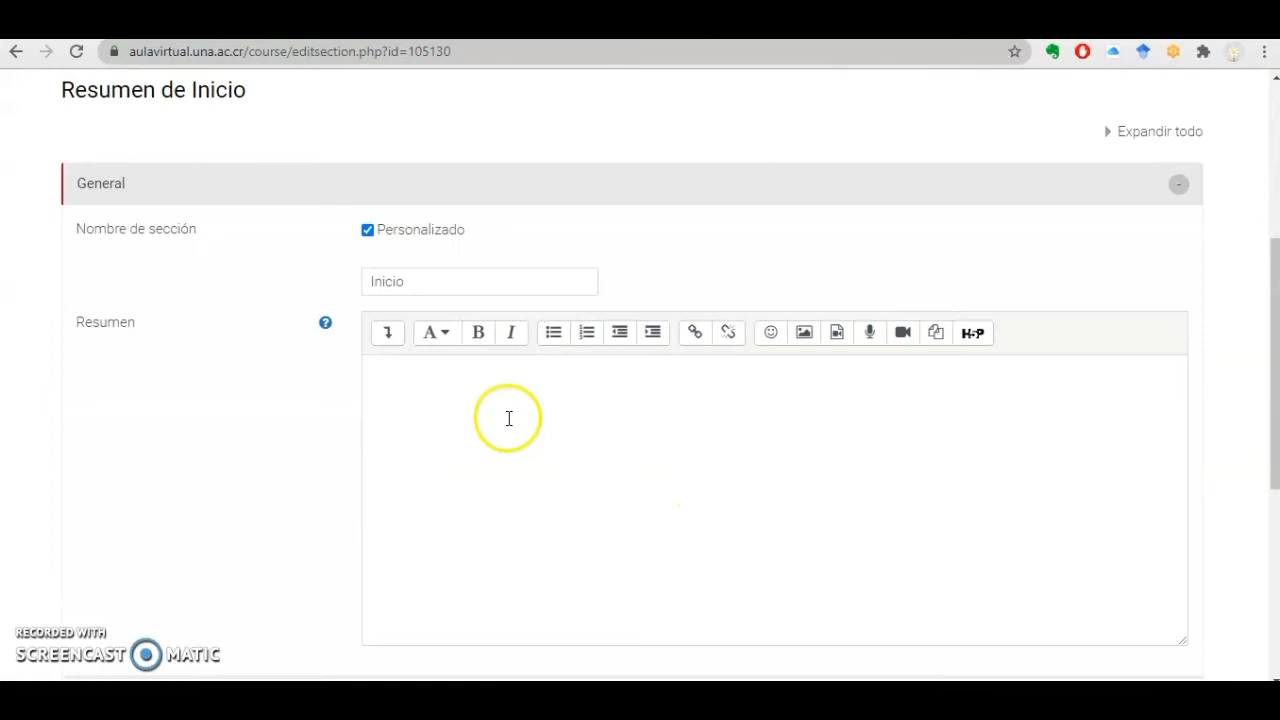 aulavirtual.una.ac.cr/course/editsection.php?id=105130
Resumen de Inicio
Expandir todo
General
Nombre de sección
Personalizado
Inicio
Resumen
A B I
H-P
RECORDED WITH
SCREENCAST MATIC